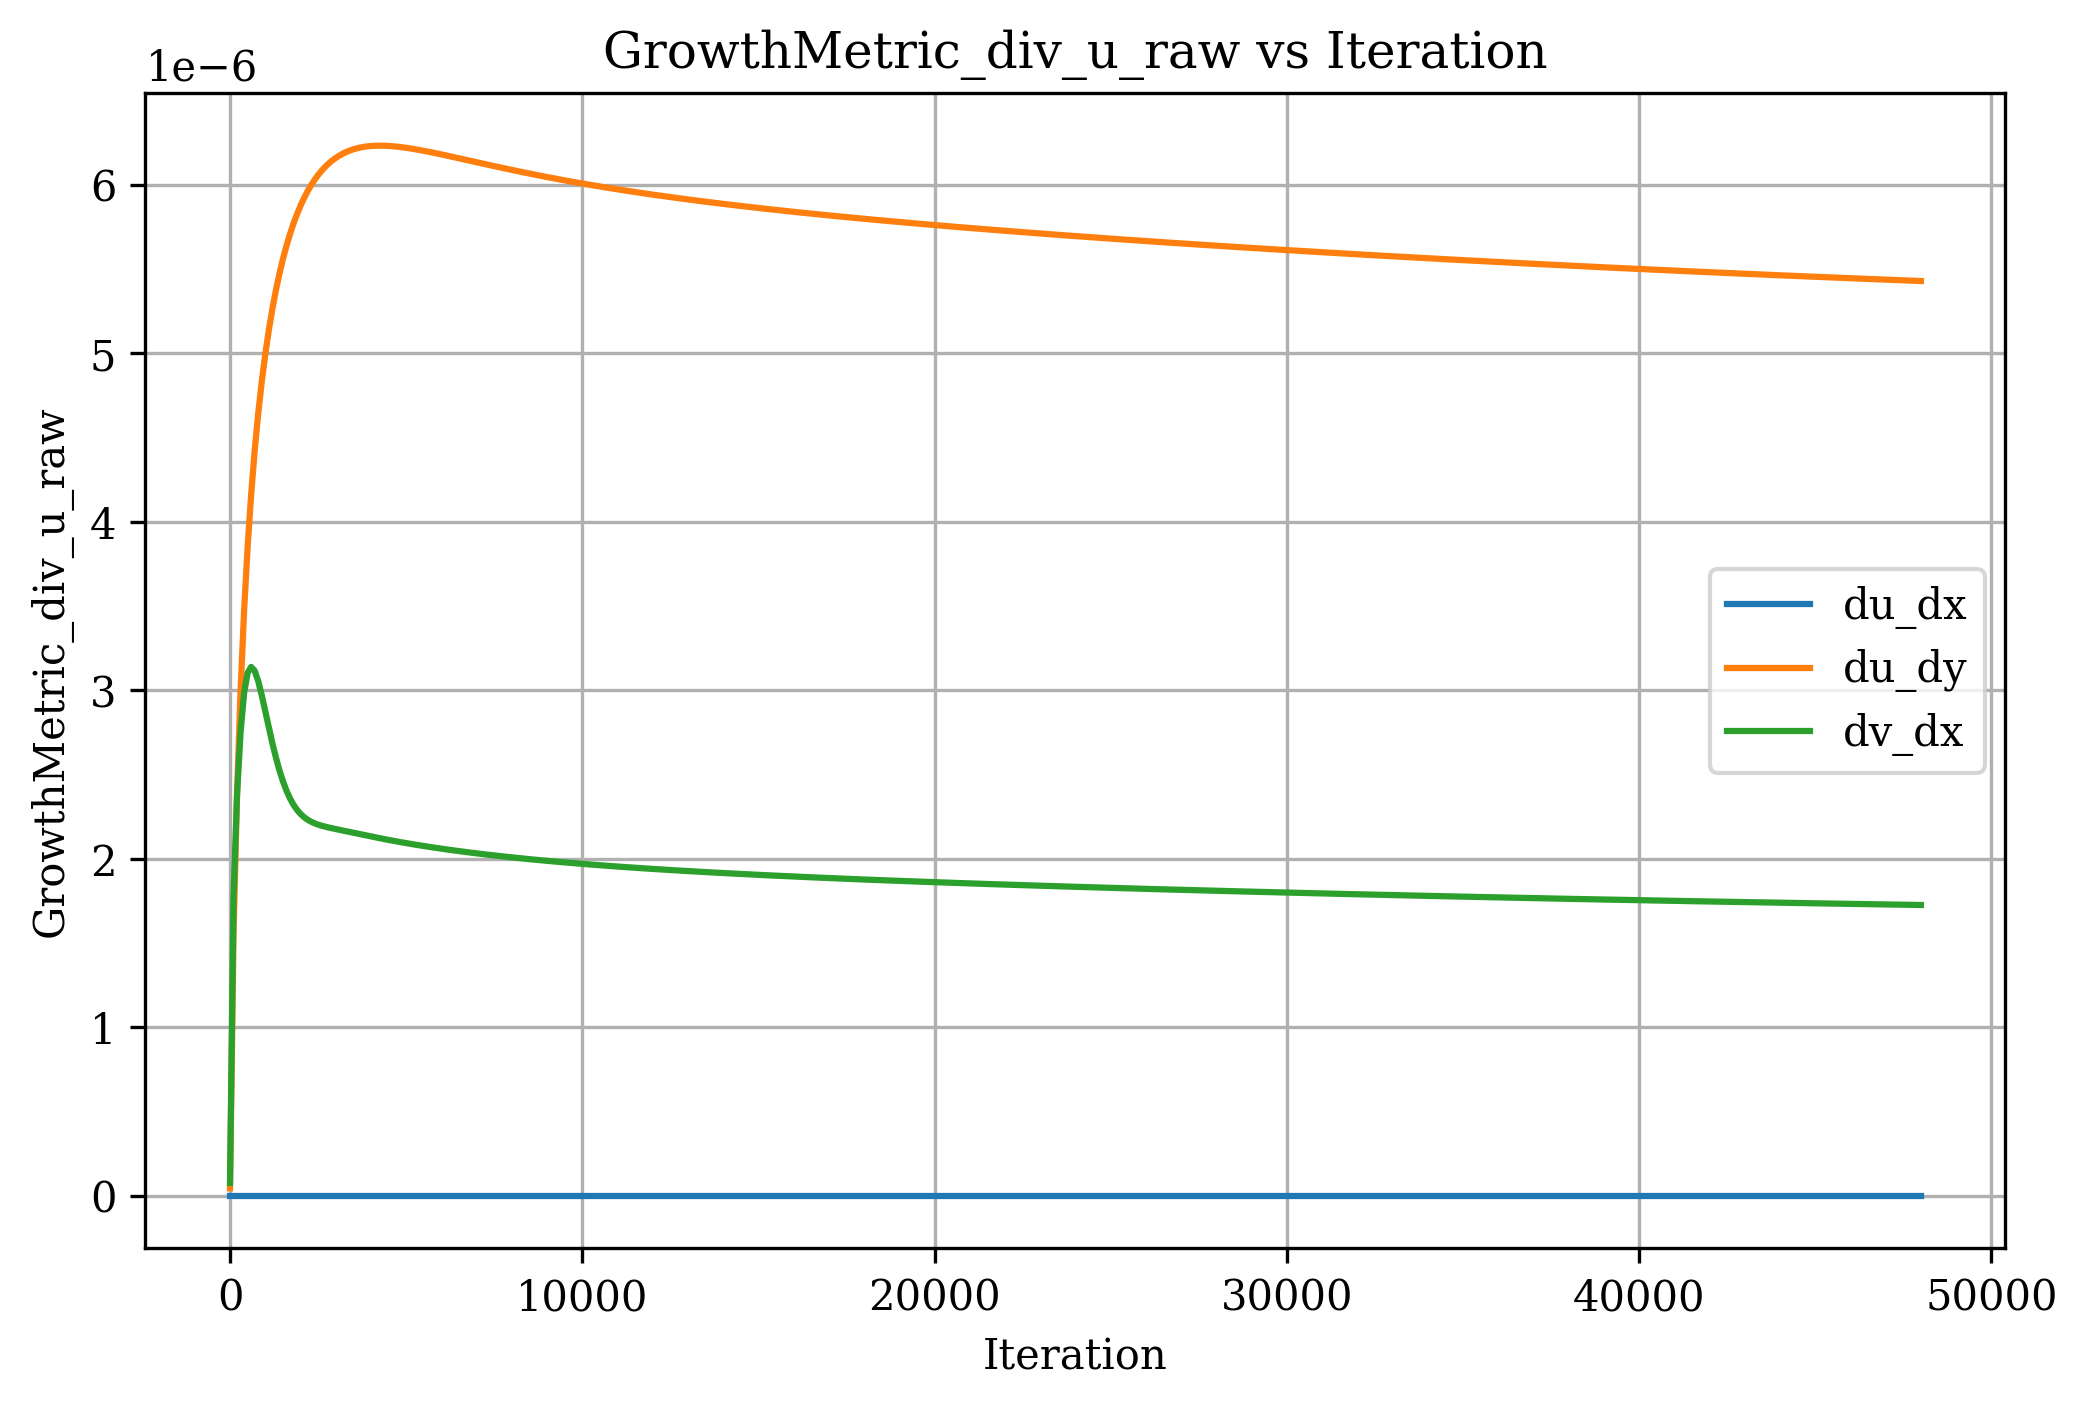 GrowthMetric_div_u_raw vs Iteration
1e−6
GrowthMetric_div_u_raw
6
5
4
3
2
1
0
du_dx
du_dy
dv_dx
0 10000 20000 30000 40000 50000
Iteration